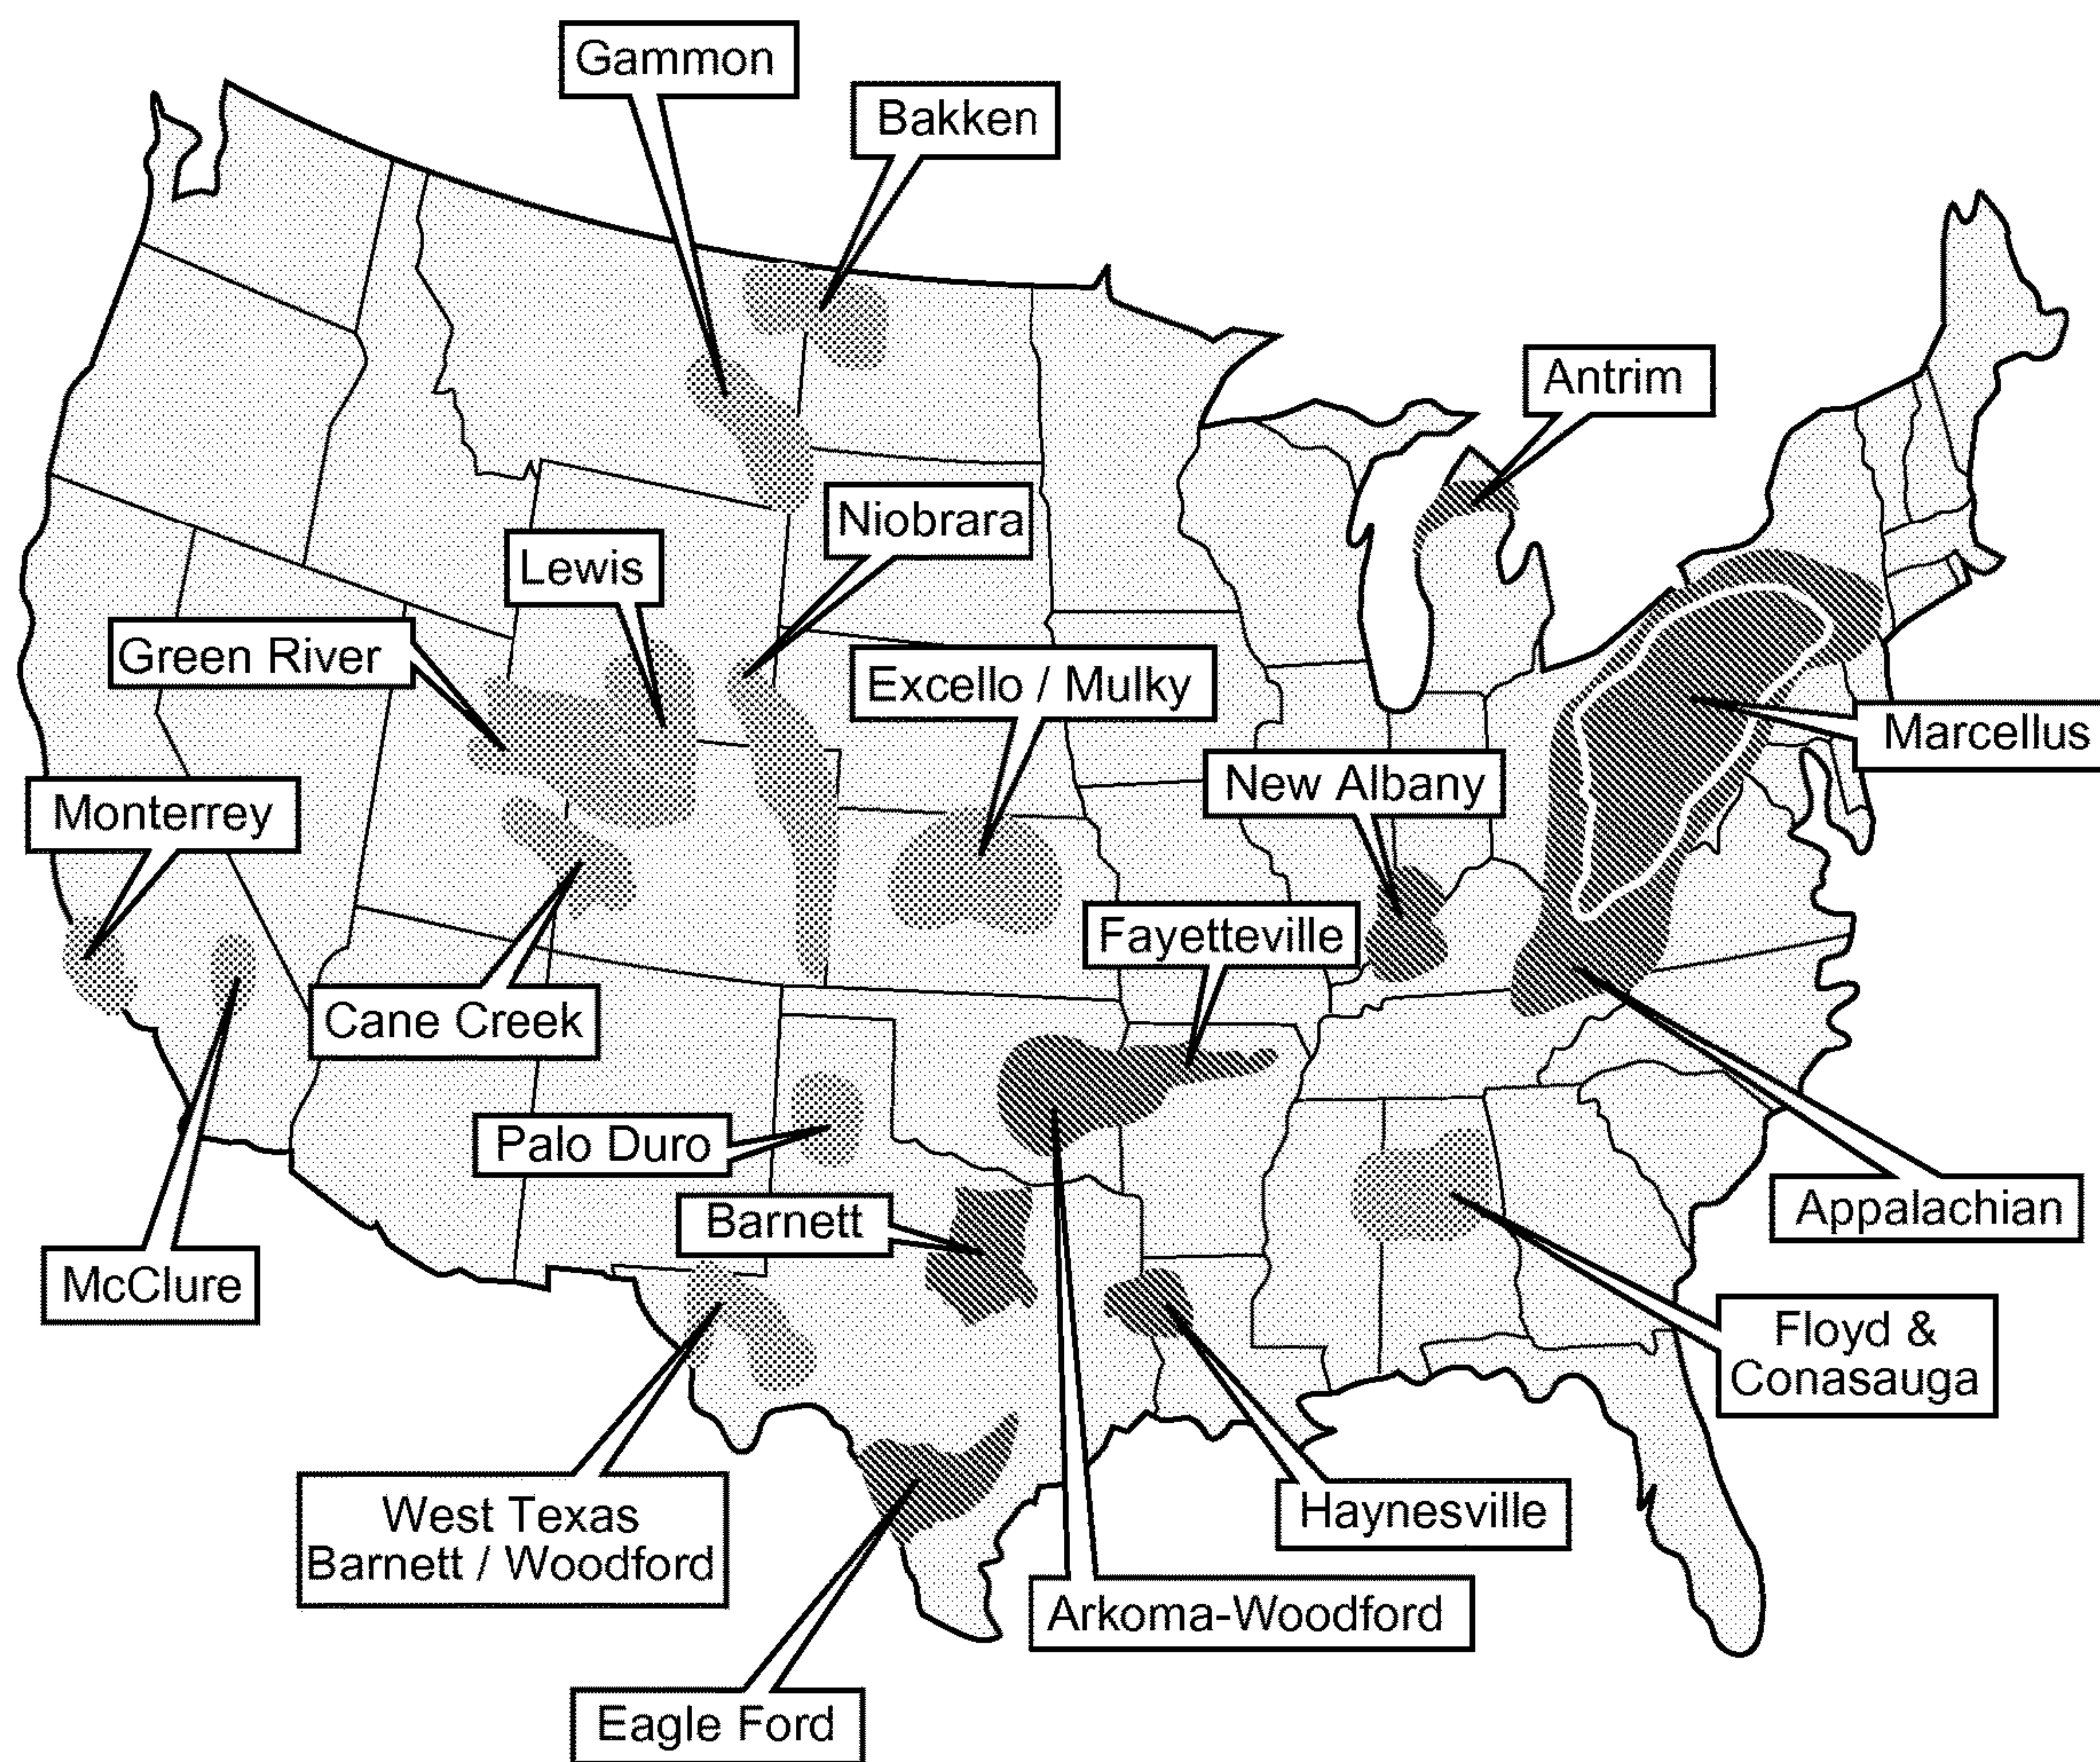 Gammon
Bakken
Antrim
Niobrara
Lewis
Green River
Excello / Mulky
Marcellus
New Albany
Monterrey
Fayetteville
Cane Creek
Palo Duro
Barnett
Appalachian
McClure
Floyd &
Conasauga
West Texas
Barnett / Woodford
Haynesville
Arkoma-Woodford
Eagle Ford